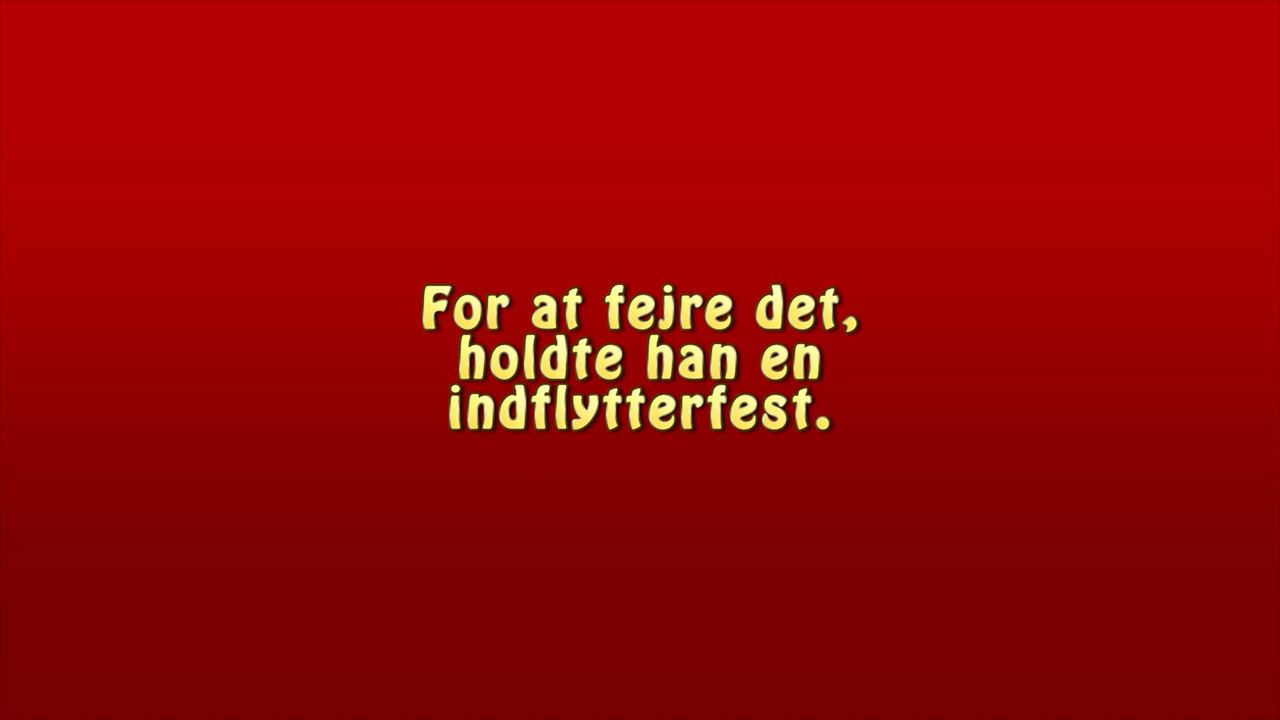 For at fejre det,
holdte han en
indflytterfest.